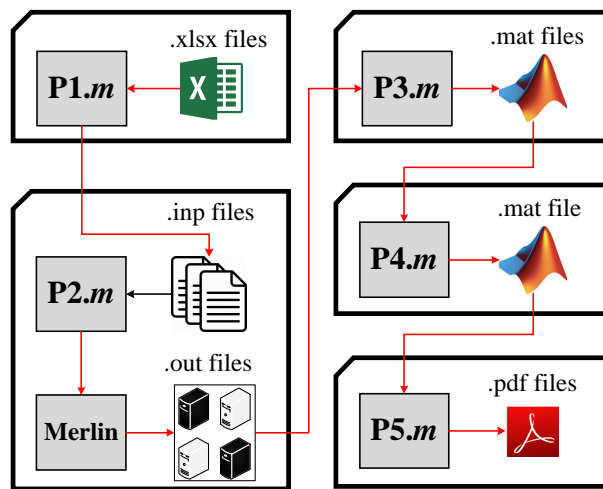 .xlsx files
P1.m
X
.inp files
P2.m
.out files
Merlin
.mat files
P3.m
.mat file
P4.m
.pdf files
P5.m